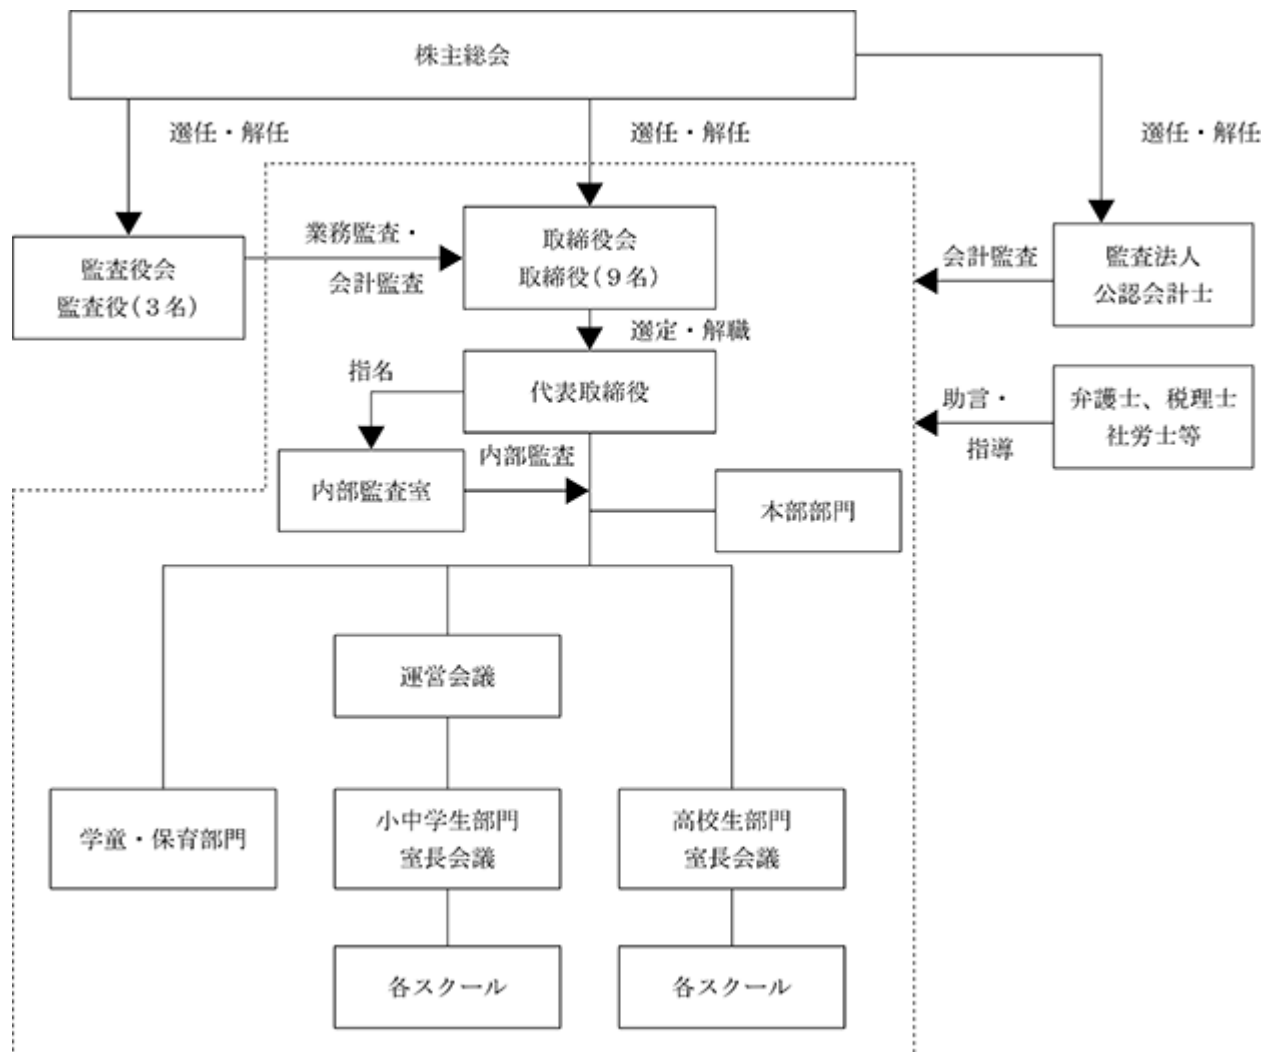 株主総会
選任・解任
選任・解任
選任・解任
業務監査・
会計監査
取締役会
取締役(9名)
会計監査
監査法人
公認会計士
監査役会
監査役(3名)
選定・解職
指名
代表取締役
助言・
指導
弁護士、税理士
社労士等
内部監査
内部監査室
本部部門
運営会議
学童・保育部門
小中学生部門
室長会議
高校生部門
室長会議
各スクール
各スクール